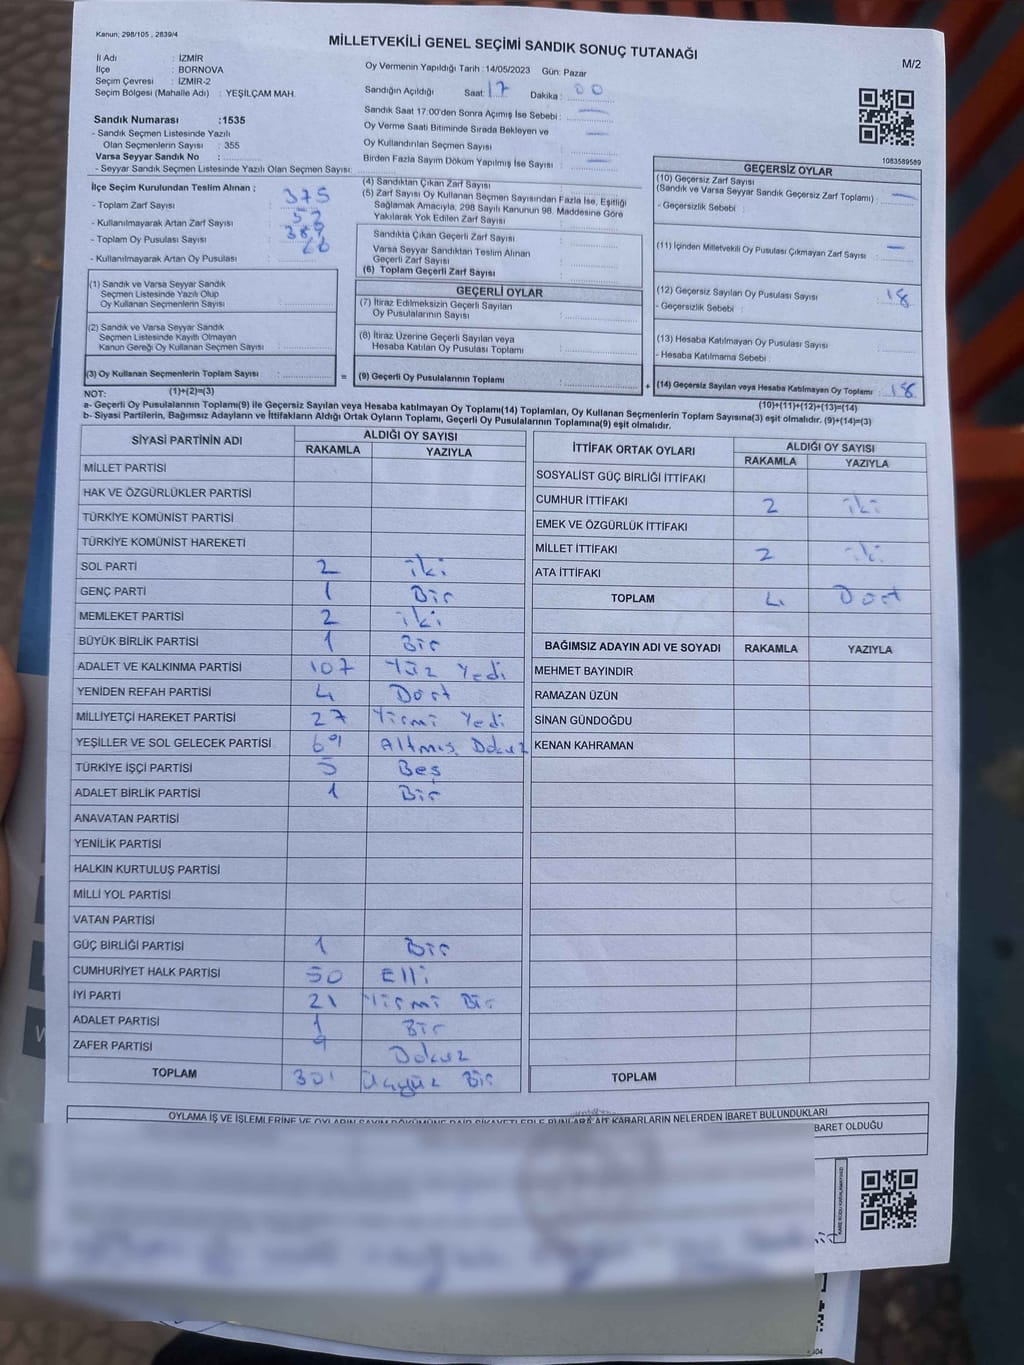 Kanun; 298/105 , 2839/4
MİLLETVEKİLİ GENEL SEÇİMİ SANDIK SONUÇ TUTANAĞI
M/2
İl Adı : İZMİR
İlçe : BORNOVA
Seçim Çevresi : İZMİR-2
Seçim Bölgesi (Mahalle Adı) : YEŞİLÇAM MAH.
Oy Vermenin Yapıldığı Tarih :14/05/2023 Gün: Pazar
Sandığın Açıldığı Saat: 17 Dakika : 00
Sandık Saat 17:00'den Sonra Açımış İse Sebebi : —
Oy Verme Saati Bitiminde Sırada Bekleyen ve
Oy Kullandırılan Seçmen Sayısı : —
Birden Fazla Sayım Döküm Yapılmış İse Sayısı : —
Sandık Numarası :1535
- Sandık Seçmen Listesinde Yazılı
Olan Seçmenlerin Sayısı : 355
Varsa Seyyar Sandık No :
- Seyyar Sandık Seçmen Listesinde Yazılı Olan Seçmen Sayısı:
1083589589
İlçe Seçim Kurulundan Teslim Alınan ;
- Toplam Zarf Sayısı : 375
- Kullanılmayarak Artan Zarf Sayısı : 52
- Toplam Oy Pusulası Sayısı : 389
- Kullanılmayarak Artan Oy Pusulası
(1) Sandık ve Varsa Seyyar Sandık
Seçmen Listesinde Yazılı Olup
Oy Kullanan Seçmenlerin Sayısı :
(2) Sandık ve Varsa Seyyar Sandık
Seçmen Listesinde Kayıtlı Olmayan
Kanun Gereği Oy Kullanan Seçmen Sayısı :
(3) Oy Kullanan Seçmenlerin Toplam Sayısı :
(1)+(2)=(3)
(4) Sandıktan Çıkan Zarf Sayısı :
(5) Zarf Sayısı Oy Kullanan Seçmen Sayısından Fazla İse, Eşitliği
Sağlamak Amacıyla, 298 Sayılı Kanunun 98. Maddesine Göre
Yakılarak Yok Edilen Zarf Sayısı :
Sandıkta Çıkan Geçerli Zarf Sayısı :
Varsa Seyyar Sandıktan Teslim Alınan
Geçerli Zarf Sayısı :
(6) Toplam Geçerli Zarf Sayısı :
GEÇERLİ OYLAR
(7) İtiraz Edilmeksizin Geçerli Sayılan
Oy Pusulalarının Sayısı :
(8) İtiraz Üzerine Geçerli Sayılan veya
Hesaba Katılan Oy Pusulası Toplamı :
= (9) Geçerli Oy Pusulalarının Toplamı : +
GEÇERSİZ OYLAR
(10) Geçersiz Zarf Sayısı
(Sandık ve Varsa Seyyar Sandık Geçersiz Zarf Toplamı) : —
- Geçersizlik Sebebi :
(11) İçinden Milletvekili Oy Pusulası Çıkmayan Zarf Sayısı : —
(12) Geçersiz Sayılan Oy Pusulası Sayısı : 18
- Geçersizlik Sebebi :
(13) Hesaba Katılmayan Oy Pusulası Sayısı :
- Hesaba Katılmama Sebebi :
(14) Geçersiz Sayılan veya Hesaba Katılmayan Oy Toplamı : 18
(10)+(11)+(12)+(13)=(14)
NOT:
a- Geçerli Oy Pusulalarının Toplamı(9) ile Geçersiz Sayılan veya Hesaba Katılmayan Oy Toplamı(14) Toplamları, Oy Kullanan Seçmenlerin Toplam Sayısına(3) eşit olmalıdır. (9)+(14)=(3)
b- Siyasi Partilerin, Bağımsız Adayların ve İttifakların Aldığı Ortak Oyların Toplamı, Geçerli Oy Pusulalarının Toplamına(9) eşit olmalıdır.
SİYASİ PARTİNİN ADI ALDIĞI OY SAYISI
RAKAMLA YAZIYLA
MİLLET PARTİSİ
HAK VE ÖZGÜRLÜKLER PARTİSİ
TÜRKİYE KOMÜNİST PARTİSİ
TÜRKİYE KOMÜNİST HAREKETİ
SOL PARTİ 2 iki
GENÇ PARTİ 1 Bir
MEMLEKET PARTİSİ 2 iki
BÜYÜK BİRLİK PARTİSİ 1 Bir
ADALET VE KALKINMA PARTİSİ 107 Yüz Yedi
YENİDEN REFAH PARTİSİ 4 Dört
MİLLİYETÇİ HAREKET PARTİSİ 27 Yirmi Yedi
YEŞİLLER VE SOL GELECEK PARTİSİ 69 Altmış Dokuz
TÜRKİYE İŞÇİ PARTİSİ 5 Beş
ADALET BİRLİK PARTİSİ 1 Bir
ANAVATAN PARTİSİ
YENİLİK PARTİSİ
HALKIN KURTULUŞ PARTİSİ
MİLLİ YOL PARTİSİ
VATAN PARTİSİ
GÜÇ BİRLİĞİ PARTİSİ 1 Bir
CUMHURİYET HALK PARTİSİ 50 Elli
İYİ PARTİ 21 Yirmi Bir
ADALET PARTİSİ 1 Bir
ZAFER PARTİSİ 9 Dokuz
TOPLAM 301 Üçyüz Bir
İTTİFAK ORTAK OYLARI ALDIĞI OY SAYISI
RAKAMLA YAZIYLA
SOSYALİST GÜÇ BİRLİĞİ İTTİFAKI
CUMHUR İTTİFAKI 2 iki
EMEK VE ÖZGÜRLÜK İTTİFAKI
MİLLET İTTİFAKI 2 iki
ATA İTTİFAKI
TOPLAM 4 Dört
BAĞIMSIZ ADAYIN ADI VE SOYADI RAKAMLA YAZIYLA
MEHMET BAYINDIR
RAMAZAN ÜZÜN
SİNAN GÜNDOĞDU
KENAN KAHRAMAN
TOPLAM
OYLAMA İŞ VE İŞLEMLERİNE VE OYLARIN SAYIM DÖKÜMÜNE DAİR ŞİKAYETLERLE BUNLARA AİT KARARLARIN NELERDEN İBARET BULUNDUKLARI
BARET OLDUĞU